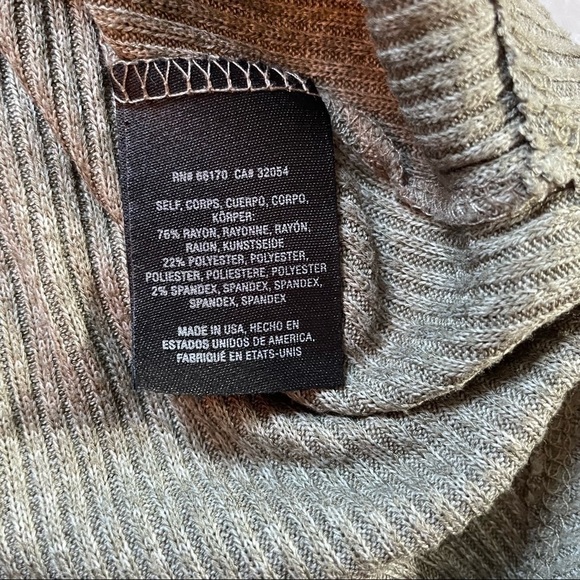 RN# 66170 CA# 32054
SELF, CORPS, CUERPO, CORPO,
KÖRPER:
76% RAYON, RAYONNE, RAYÓN,
RAION, KUNSTSEIDE
22% POLYESTER, POLYESTER,
POLIESTER, POLIESTERE, POLYESTER
2% SPANDEX, SPANDEX, SPANDEX,
SPANDEX, SPANDEX
MADE IN USA, HECHO EN
ESTADOS UNIDOS DE AMERICA,
FABRIQUÉ EN ETATS-UNIS